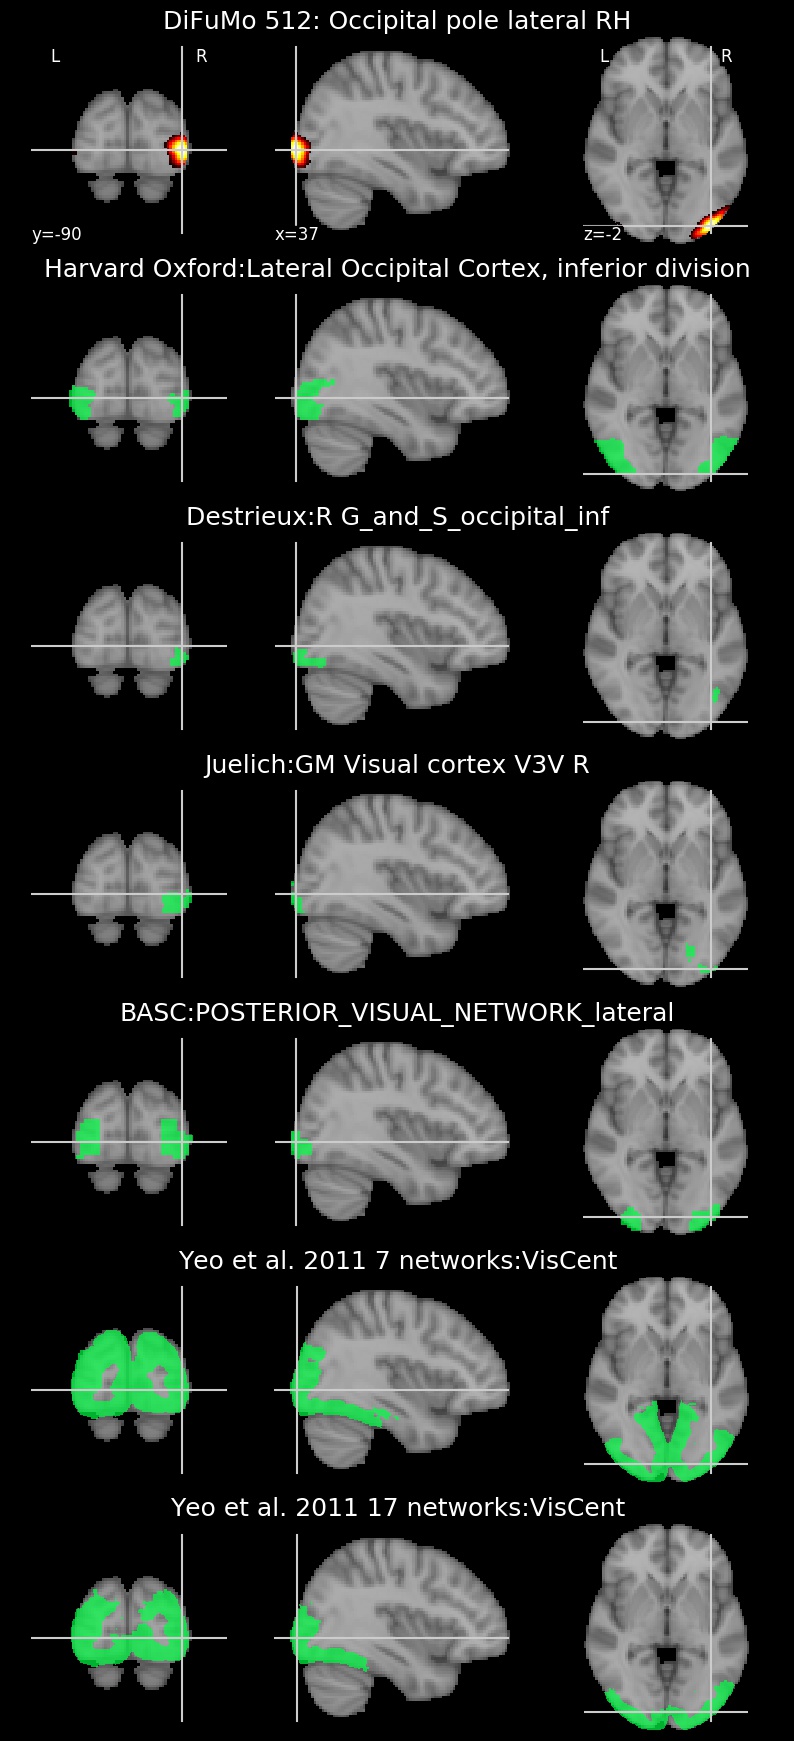 DiFuMo 512: Occipital pole lateral RH
L R L R
y=-90 x=37 z=-2
Harvard Oxford:Lateral Occipital Cortex, inferior division
Destrieux:R G_and_S_occipital_inf
Juelich:GM Visual cortex V3V R
BASC:POSTERIOR_VISUAL_NETWORK_lateral
Yeo et al. 2011 7 networks:VisCent
Yeo et al. 2011 17 networks:VisCent